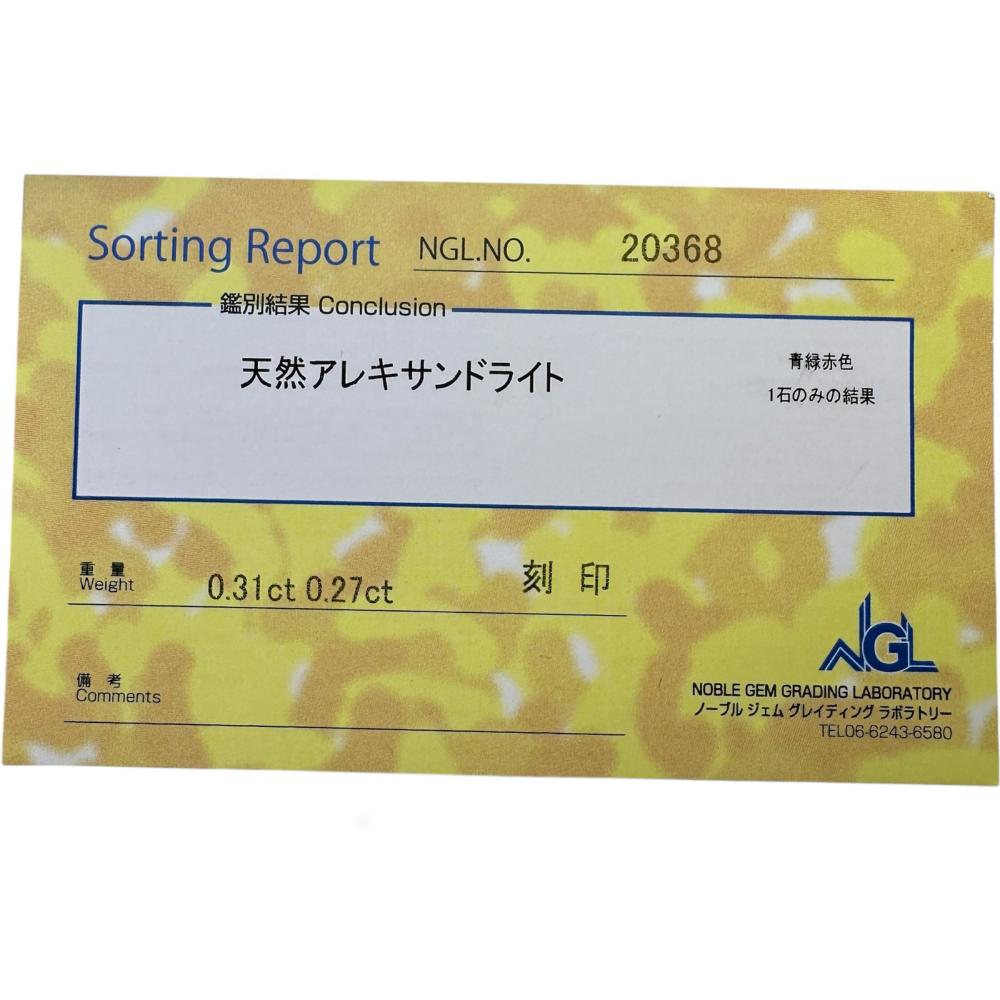 Sorting Report NGL.NO. 20368
鑑別結果 Conclusion
天然アレキサンドライト
青緑赤色
1石のみの結果
重量
Weight
0.31ct 0.27ct 刻印
備考
Comments
NGL
NOBLE GEM GRADING LABORATORY
ノーブル ジェム グレイディング ラボラトリー
TEL06-6243-6580